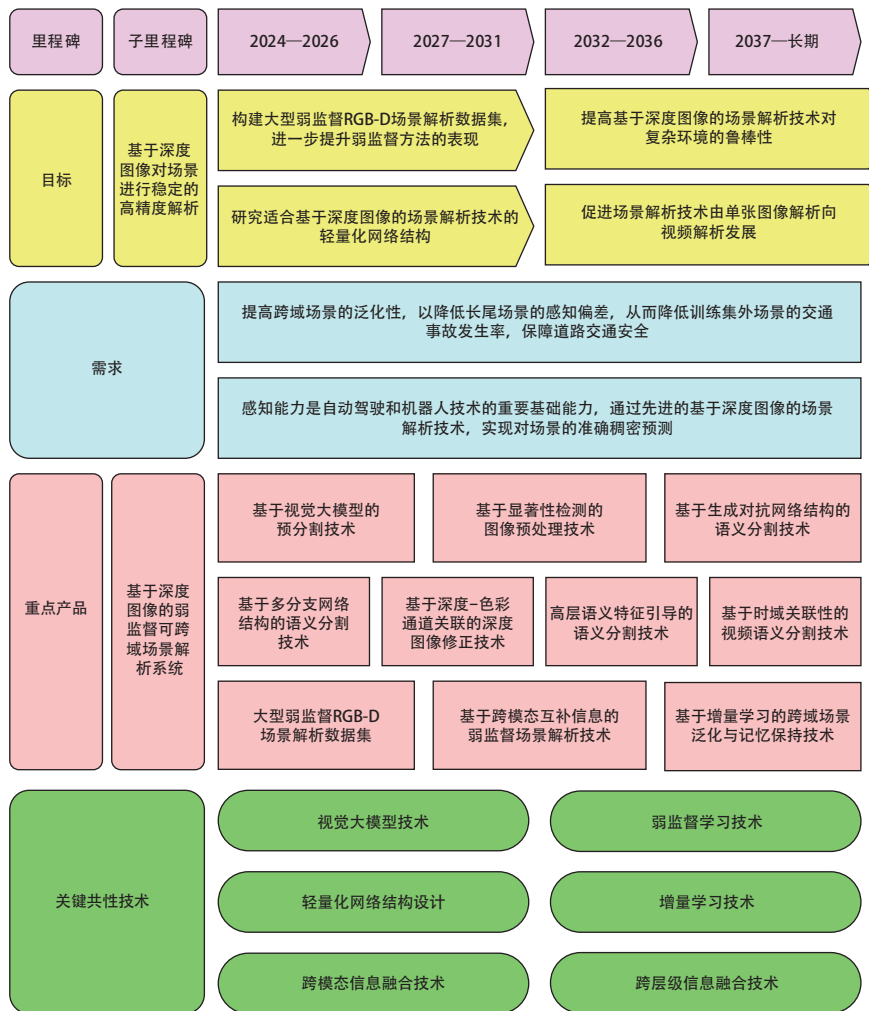 里程碑
子里程碑
2024—2026
2027—2031
2032—2036
2037—长期
目标
基于深度
图像对场景
进行稳定的
高精度解析
构建大型弱监督RGB-D场景解析数据集，
进一步提升弱监督方法的表现
提高基于深度图像的场景解析技术对
复杂环境的鲁棒性
研究适合基于深度图像的场景解析技术的
轻量化网络结构
促进场景解析技术由单张图像解析向
视频解析发展
需求
提高跨域场景的泛化性，以降低长尾场景的感知偏差，从而降低训练集外场景的交通
事故发生率，保障道路交通安全
感知能力是自动驾驶和机器人技术的重要基础能力，通过先进的基于深度图像的场景
解析技术，实现对场景的准确稠密预测
重点产品
基于深度
图像的弱
监督可跨
域场景解
析系统
基于视觉大模型的
预分割技术
基于显著性检测的
图像预处理技术
基于生成对抗网络结构的
语义分割技术
基于多分支网络
结构的语义分割
技术
基于深度-色彩
通道关联的深度
图像修正技术
高层语义特征引导的
语义分割技术
基于时域关联性的
视频语义分割技术
大型弱监督RGB-D
场景解析数据集
基于跨模态互补信息的
弱监督场景解析技术
基于增量学习的跨域场景
泛化与记忆保持技术
关键共性技术
视觉大模型技术
弱监督学习技术
轻量化网络结构设计
增量学习技术
跨模态信息融合技术
跨层级信息融合技术